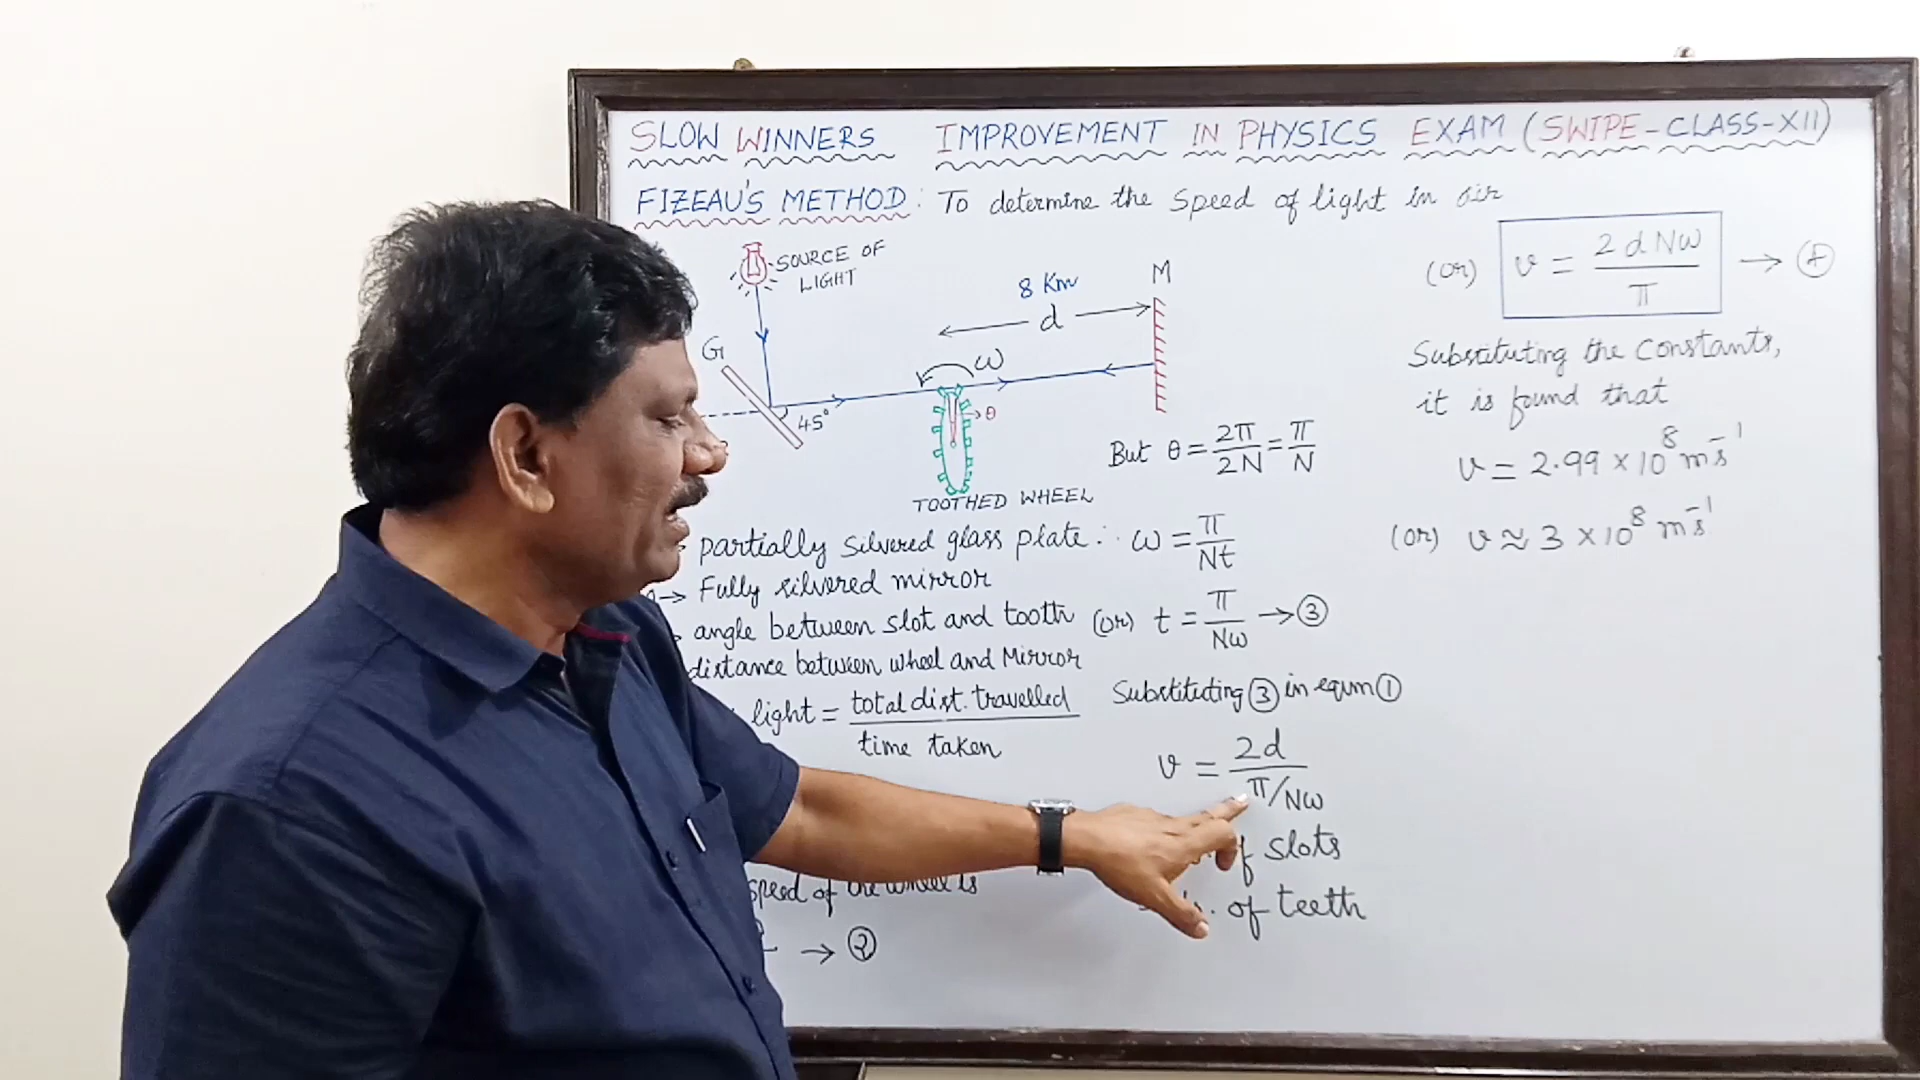 SLOW WINNERS IMPROVEMENT IN PHYSICS EXAM (SWIPE-CLASS-XII)
FIZEAU'S METHOD: To determine the speed of light in air
SOURCE OF
LIGHT
G
45°
ω
θ
8 Km
d
M
TOOTHED WHEEL
partially silvered glass plate
→ Fully silvered mirror
angle between slot and tooth
distance between wheel and Mirror
light = total dist. travelled / time taken
speed of the wheel is
→ ②
But θ = 2π/2N = π/N
∴ ω = π/Nt
(or) t = π/Nω → ③
Substituting ③ in equn ①
v = 2d / π/Nω
of slots
of teeth
(or) v = 2dNω/π → ④
Substituting the constants,
it is found that
v = 2.99 × 10⁸ ms⁻¹
(or) v ≈ 3 × 10⁸ ms⁻¹